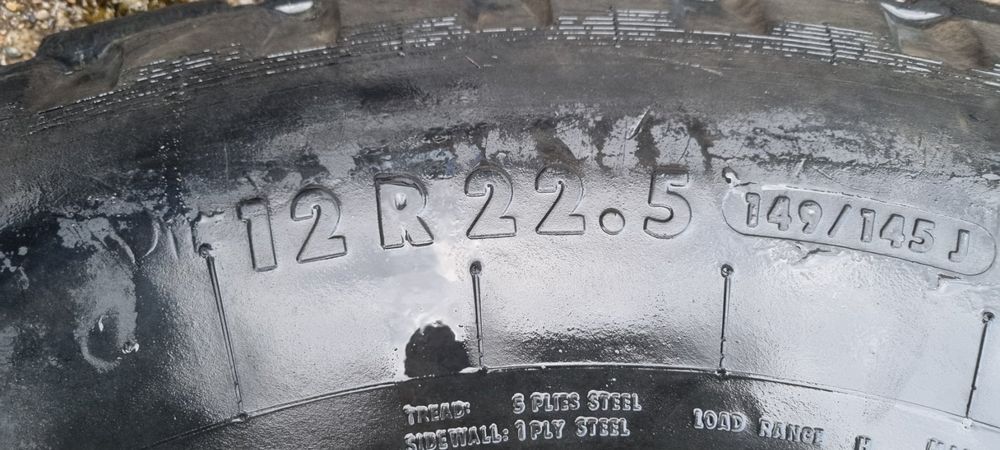 12 R 22.5 149/145 J
TREAD: 5 PLIES STEEL
SIDEWALL: 1 PLY STEEL
LOAD RANGE H